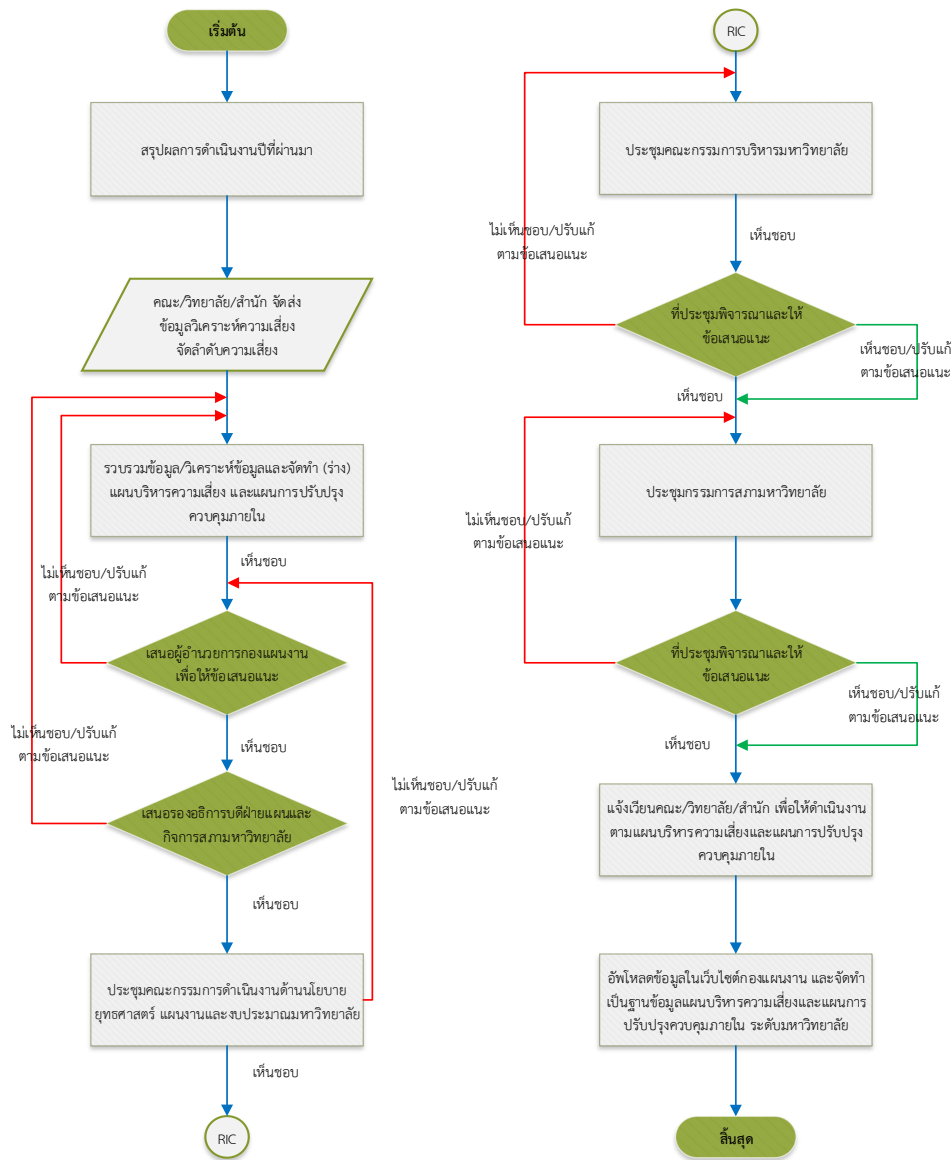 เริ่มต้น
สรุปผลการดำเนินงานปีที่ผ่านมา
คณะ/วิทยาลัย/สำนัก จัดส่ง
ข้อมูลวิเคราะห์ความเสี่ยง
จัดลำดับความเสี่ยง
รวบรวมข้อมูล/วิเคราะห์ข้อมูลและจัดทำ (ร่าง)
แผนบริหารความเสี่ยง และแผนการปรับปรุง
ควบคุมภายใน
เห็นชอบ
ไม่เห็นชอบ/ปรับแก้
ตามข้อเสนอแนะ
เสนอผู้อำนวยการกองแผนงาน
เพื่อให้ข้อเสนอแนะ
เห็นชอบ
ไม่เห็นชอบ/ปรับแก้
ตามข้อเสนอแนะ
ไม่เห็นชอบ/ปรับแก้
ตามข้อเสนอแนะ
เสนอรองอธิการบดีฝ่ายแผนและ
กิจการสภามหาวิทยาลัย
เห็นชอบ
ประชุมคณะกรรมการดำเนินงานด้านนโยบาย
ยุทธศาสตร์ แผนงานและงบประมาณมหาวิทยาลัย
เห็นชอบ
RIC
RIC
ประชุมคณะกรรมการบริหารมหาวิทยาลัย
ไม่เห็นชอบ/ปรับแก้
ตามข้อเสนอแนะ
เห็นชอบ
ที่ประชุมพิจารณาและให้
ข้อเสนอแนะ
เห็นชอบ/ปรับแก้
ตามข้อเสนอแนะ
เห็นชอบ
ประชุมกรรมการสภามหาวิทยาลัย
ไม่เห็นชอบ/ปรับแก้
ตามข้อเสนอแนะ
ที่ประชุมพิจารณาและให้
ข้อเสนอแนะ
เห็นชอบ/ปรับแก้
ตามข้อเสนอแนะ
เห็นชอบ
แจ้งเวียนคณะ/วิทยาลัย/สำนัก เพื่อให้ดำเนินงาน
ตามแผนบริหารความเสี่ยงและแผนการปรับปรุง
ควบคุมภายใน
อัพโหลดข้อมูลในเว็บไซต์กองแผนงาน และจัดทำ
เป็นฐานข้อมูลแผนบริหารความเสี่ยงและแผนการ
ปรับปรุงควบคุมภายใน ระดับมหาวิทยาลัย
สิ้นสุด